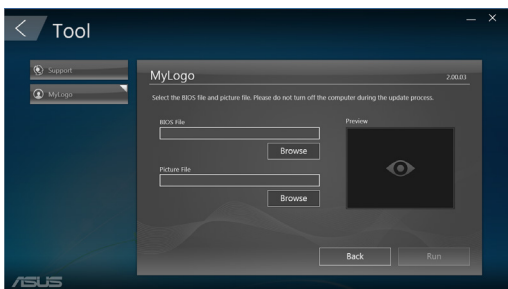 Tool
Support
MyLogo
MyLogo
2.00.03
Select the BIOS file and picture file. Please do not turn off the computer during the update process.
BIOS File
Browse
Picture File
Browse
Preview
Back
Run
ASUS